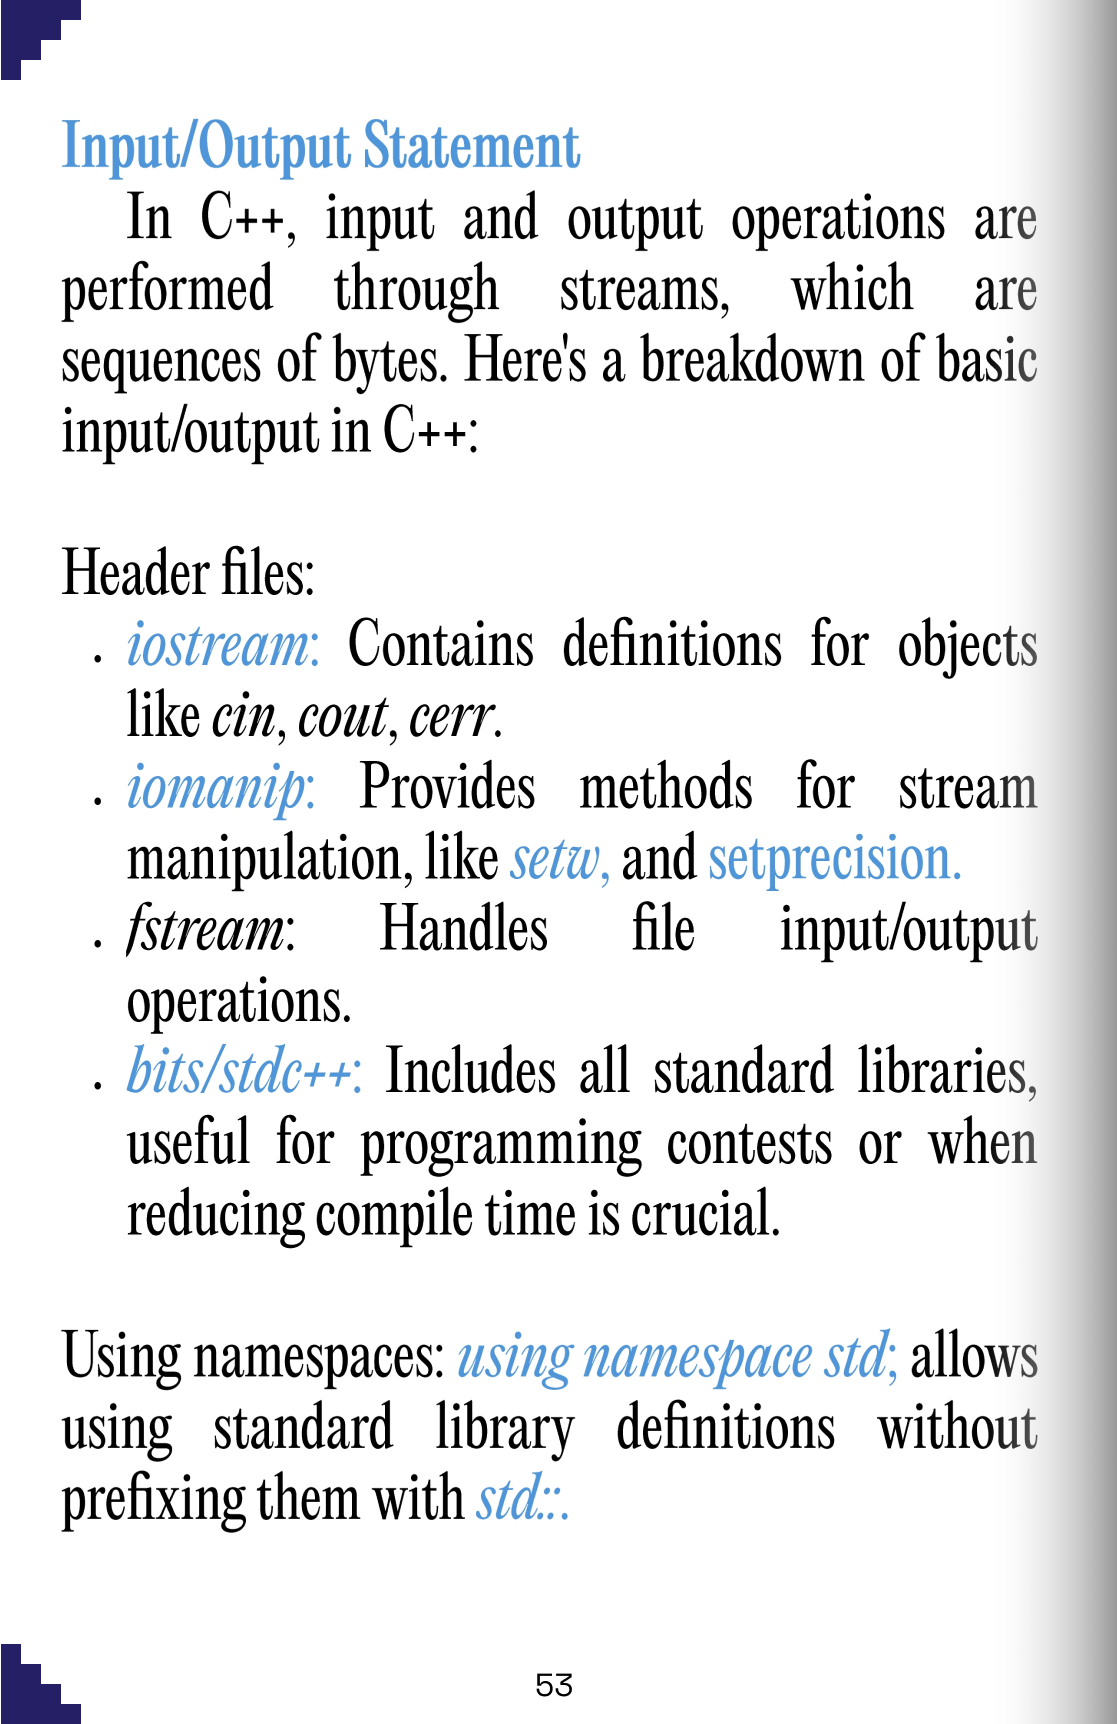 Input/Output Statement
In C++, input and output operations are
performed through streams, which are
sequences of bytes. Here's a breakdown of basic
input/output in C++:
Header files:
• iostream: Contains definitions for objects
like cin, cout, cerr.
• iomanip: Provides methods for stream
manipulation, like setw, and setprecision.
• fstream: Handles file input/output
operations.
• bits/stdc++: Includes all standard libraries,
useful for programming contests or when
reducing compile time is crucial.
Using namespaces: using namespace std; allows
using standard library definitions without
prefixing them with std::.
53